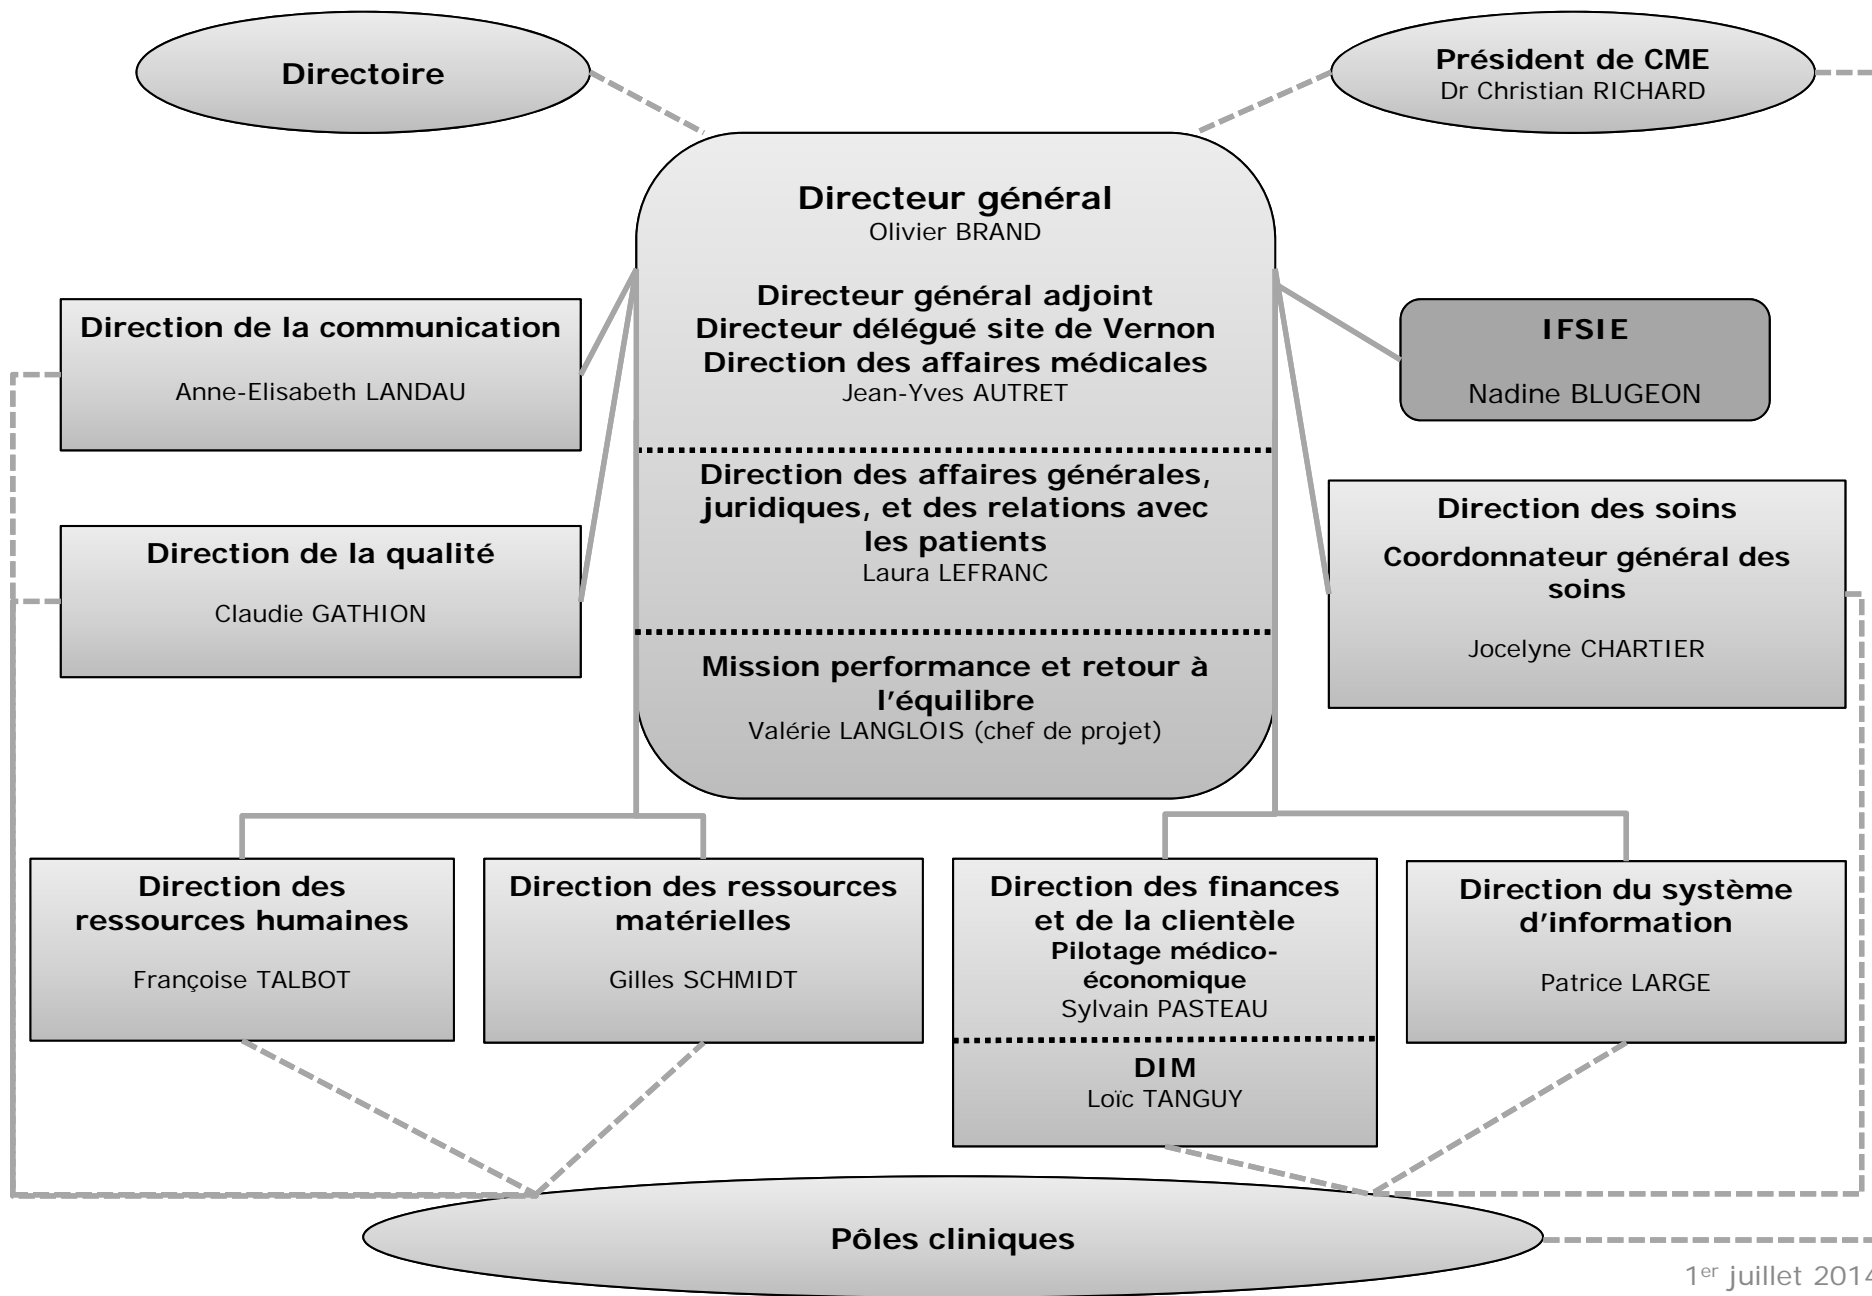 Directoire
Président de CME
Dr Christian RICHARD
Directeur général
Olivier BRAND
Directeur général adjoint
Directeur délégué site de Vernon
Direction des affaires médicales
Jean-Yves AUTRET
Direction des affaires générales,
juridiques, et des relations avec
les patients
Laura LEFRANC
Mission performance et retour à
l'équilibre
Valérie LANGLOIS (chef de projet)
Direction de la communication
Anne-Elisabeth LANDAU
Direction de la qualité
Claudie GATHION
IFSIE
Nadine BLUGEON
Direction des soins
Coordonnateur général des
soins
Jocelyne CHARTIER
Direction des
ressources humaines
Françoise TALBOT
Direction des ressources
matérielles
Gilles SCHMIDT
Direction des finances
et de la clientèle
Pilotage médico-
économique
Sylvain PASTEAU
DIM
Loïc TANGUY
Direction du système
d'information
Patrice LARGE
Pôles cliniques
1er juillet 2014